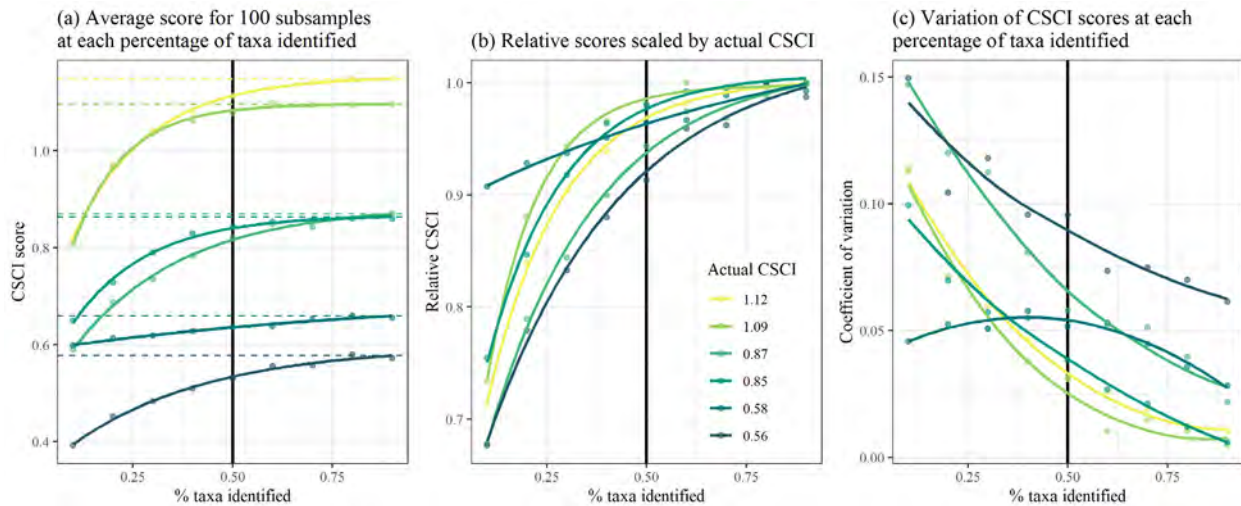 (a) Average score for 100 subsamples
at each percentage of taxa identified
(b) Relative scores scaled by actual CSCI
(c) Variation of CSCI scores at each
percentage of taxa identified
CSCI score
1.0
0.8
0.6
0.4
0.25
0.50
0.75
% taxa identified
Relative CSCI
1.0
0.9
0.8
0.7
0.25
0.50
0.75
% taxa identified
Actual CSCI
1.12
1.09
0.87
0.85
0.58
0.56
Coefficient of variation
0.15
0.10
0.05
0.00
0.25
0.50
0.75
% taxa identified